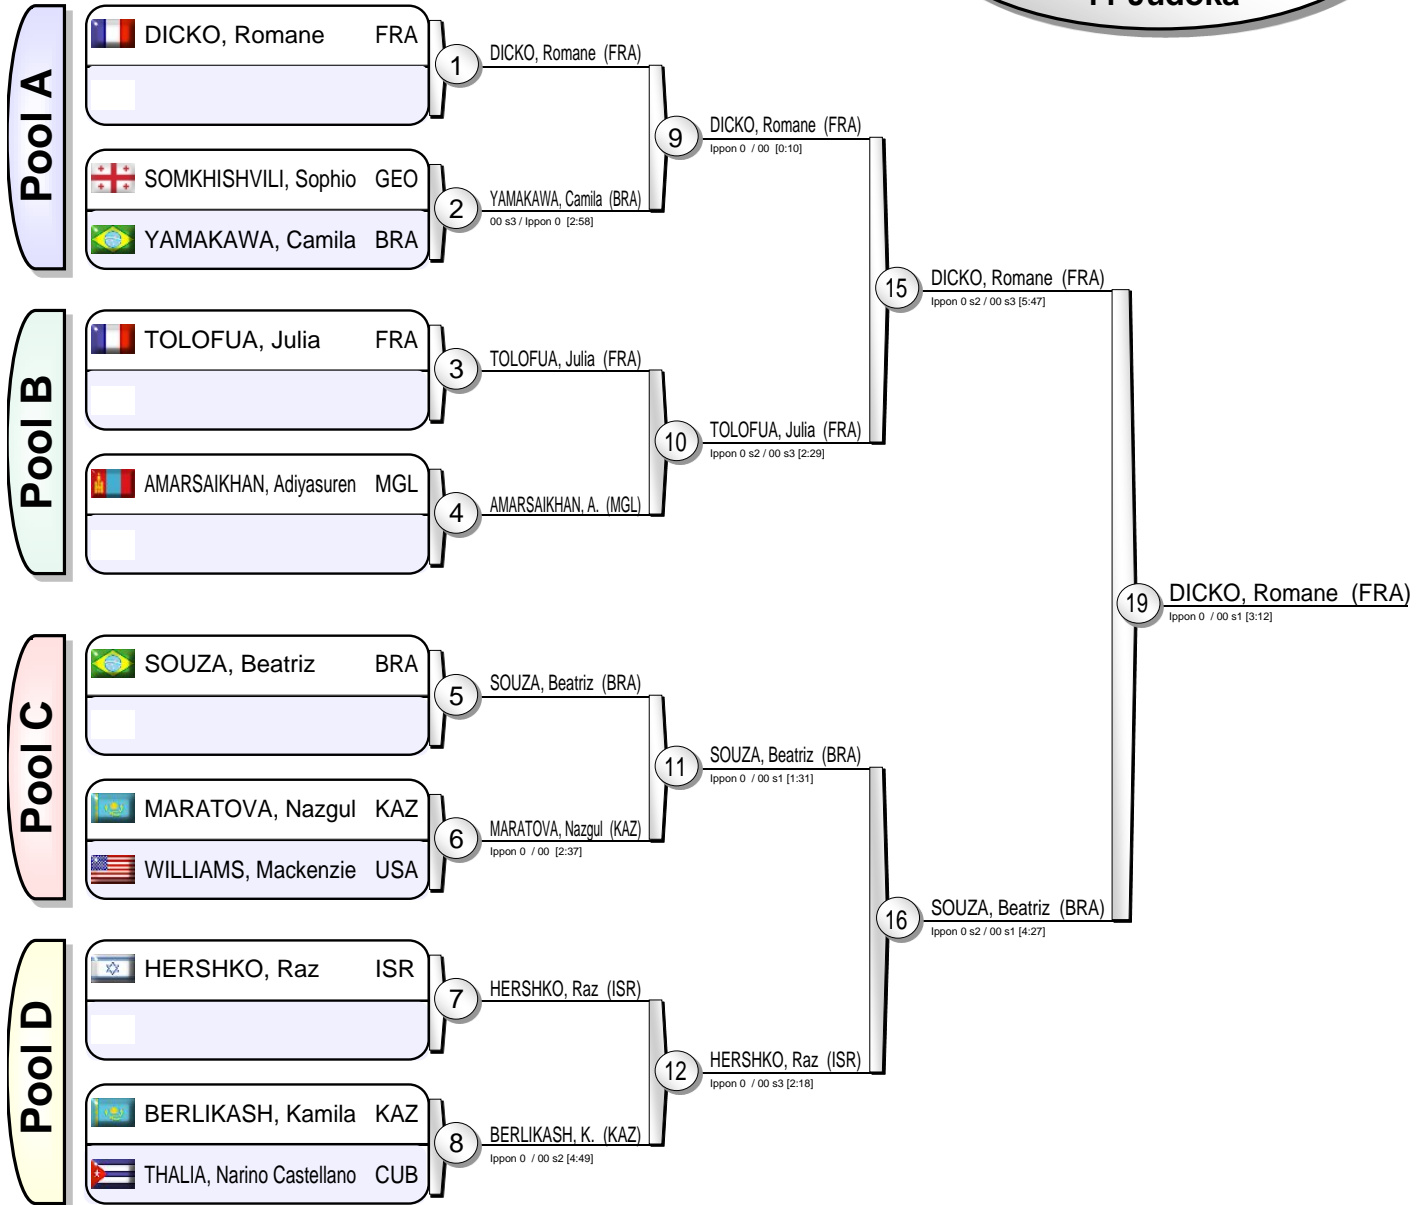 11 Judoka
Pool A
DICKO, Romane FRA
1
DICKO, Romane (FRA)
SOMKHISHVILI, Sophio GEO
YAMAKAWA, Camila BRA
2
YAMAKAWA, Camila (BRA)
00 s3 / Ippon 0 [2:58]
9
DICKO, Romane (FRA)
Ippon 0 / 00 [0:10]
Pool B
TOLOFUA, Julia FRA
3
TOLOFUA, Julia (FRA)
AMARSAIKHAN, Adiyasuren MGL
4
AMARSAIKHAN, A. (MGL)
10
TOLOFUA, Julia (FRA)
Ippon 0 s2 / 00 s3 [2:29]
15
DICKO, Romane (FRA)
Ippon 0 s2 / 00 s3 [5:47]
Pool C
SOUZA, Beatriz BRA
5
SOUZA, Beatriz (BRA)
MARATOVA, Nazgul KAZ
WILLIAMS, Mackenzie USA
6
MARATOVA, Nazgul (KAZ)
Ippon 0 / 00 [2:37]
11
SOUZA, Beatriz (BRA)
Ippon 0 / 00 s1 [1:31]
Pool D
HERSHKO, Raz ISR
7
HERSHKO, Raz (ISR)
BERLIKASH, Kamila KAZ
THALIA, Narino Castellano CUB
8
BERLIKASH, K. (KAZ)
Ippon 0 / 00 s2 [4:49]
12
HERSHKO, Raz (ISR)
Ippon 0 / 00 s3 [2:18]
16
SOUZA, Beatriz (BRA)
Ippon 0 s2 / 00 s1 [4:27]
19
DICKO, Romane (FRA)
Ippon 0 / 00 s1 [3:12]